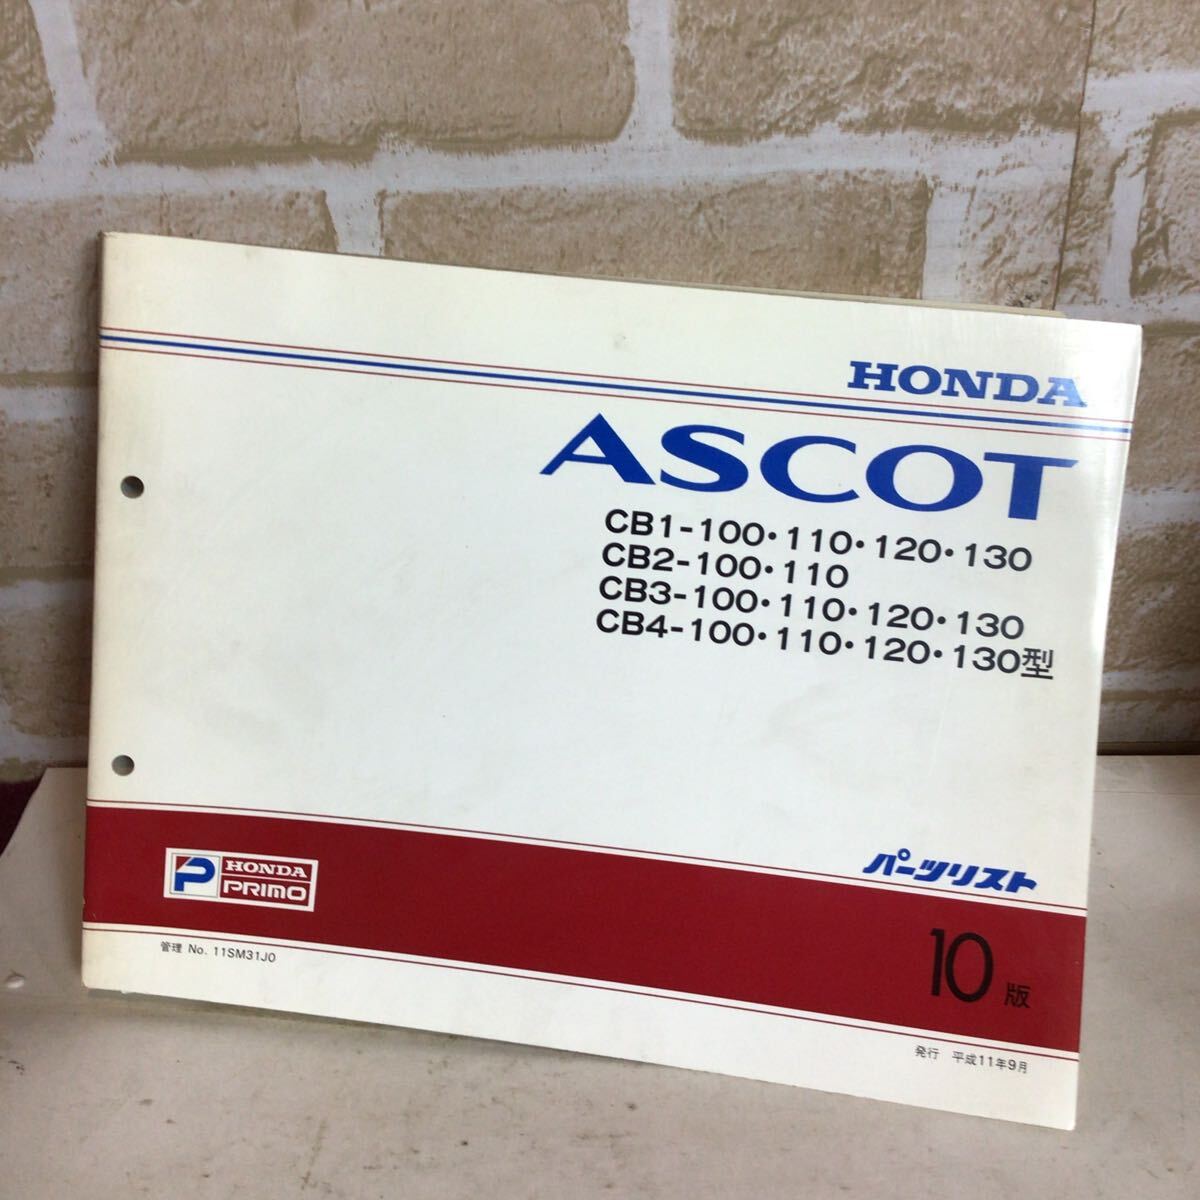 HONDA
ASCOT
CB1-100・110・120・130
CB2-100・110
CB3-100・110・120・130
CB4-100・110・120・130型
パーツリスト
P HONDA
PRIMO
10版
管理 No. 11SM31J0
発行 平成11年9月